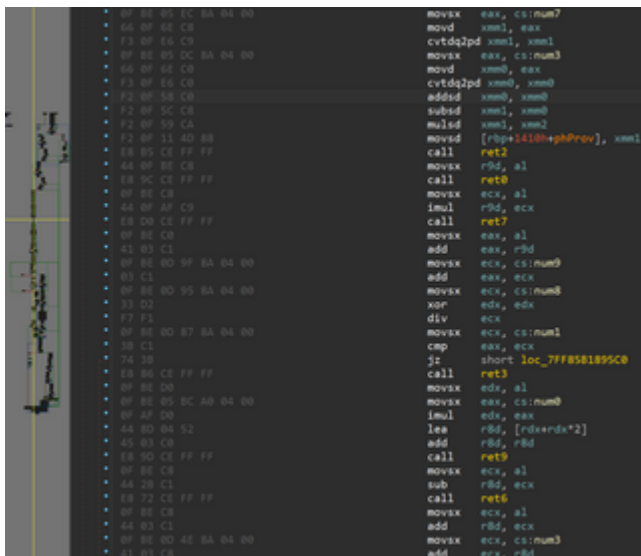 0F BE 05 EC 8A 04 00 movsx eax, cs:num7
66 0F 6E C8 movd xmm1, eax
F3 0F E6 C9 cvtdq2pd xmm1, xmm1
0F BE 05 DC 8A 04 00 movsx eax, cs:num3
66 0F 6E C0 movd xmm0, eax
F3 0F E6 C0 cvtdq2pd xmm0, xmm0
F2 0F 58 C0 addsd xmm0, xmm0
F2 0F 5C C8 subsd xmm1, xmm0
F2 0F 59 CA mulsd xmm1, xmm2
F2 0F 11 4D B8 movsd [rbp+1410h+phProv], xmm1
E8 85 CE FF FF call ret2
44 0F BE C8 movsx r9d, al
E8 9C CE FF FF call ret0
0F BE C8 movsx ecx, al
44 0F AF C9 imul r9d, ecx
E8 D0 CE FF FF call ret7
0F BE C0 movsx eax, al
41 03 C1 add eax, r9d
0F BE 0D 9F 8A 04 00 movsx ecx, cs:num9
03 C1 add eax, ecx
0F BE 0D 95 8A 04 00 movsx ecx, cs:num8
33 D2 xor edx, edx
F7 F1 div ecx
0F BE 0D 87 8A 04 00 movsx ecx, cs:num1
3B C1 cmp eax, ecx
74 38 jz short loc_7FF8581895C0
E8 86 CE FF FF call ret3
0F BE D0 movsx edx, al
0F BE 05 BC A0 04 00 movsx eax, cs:num0
0F AF D0 imul edx, eax
44 8D 04 52 lea r8d, [rdx+rdx*2]
45 03 C0 add r8d, r8d
E8 9D CE FF FF call ret9
0F BE C8 movsx ecx, al
44 2B C1 sub r8d, ecx
E8 72 CE FF FF call ret6
0F BE C8 movsx ecx, al
44 03 C1 add r8d, ecx
0F BE 0D 4E 8A 04 00 movsx ecx, cs:num3
41 03 C8 add ecx, r8d